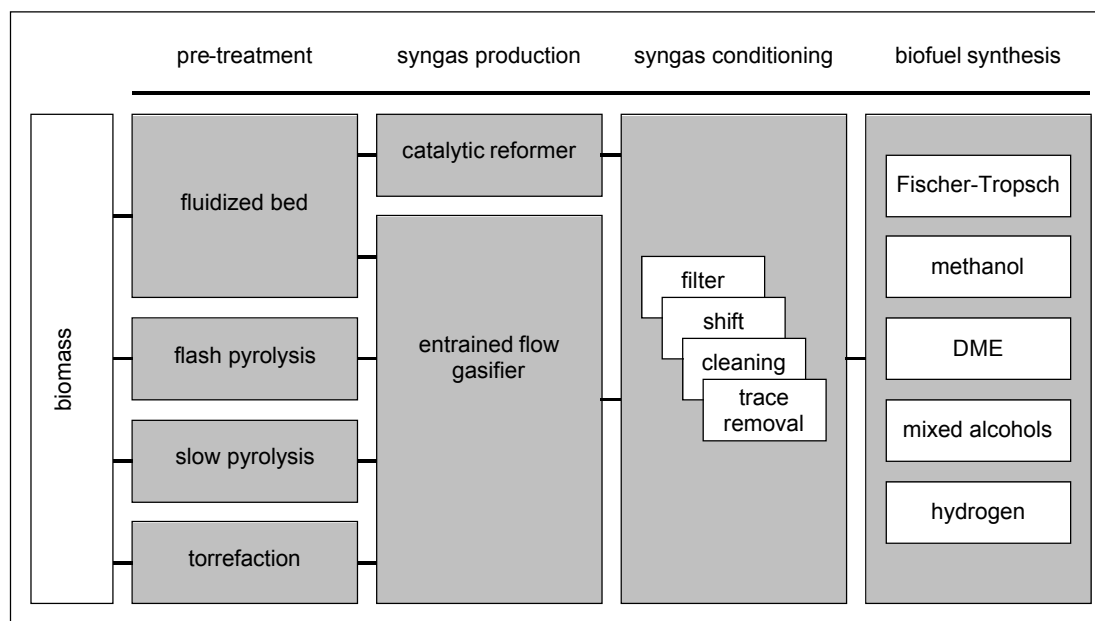 pre-treatment
syngas production
syngas conditioning
biofuel synthesis
biomass
fluidized bed
flash pyrolysis
slow pyrolysis
torrefaction
catalytic reformer
entrained flow
gasifier
filter
shift
cleaning
trace
removal
Fischer-Tropsch
methanol
DME
mixed alcohols
hydrogen